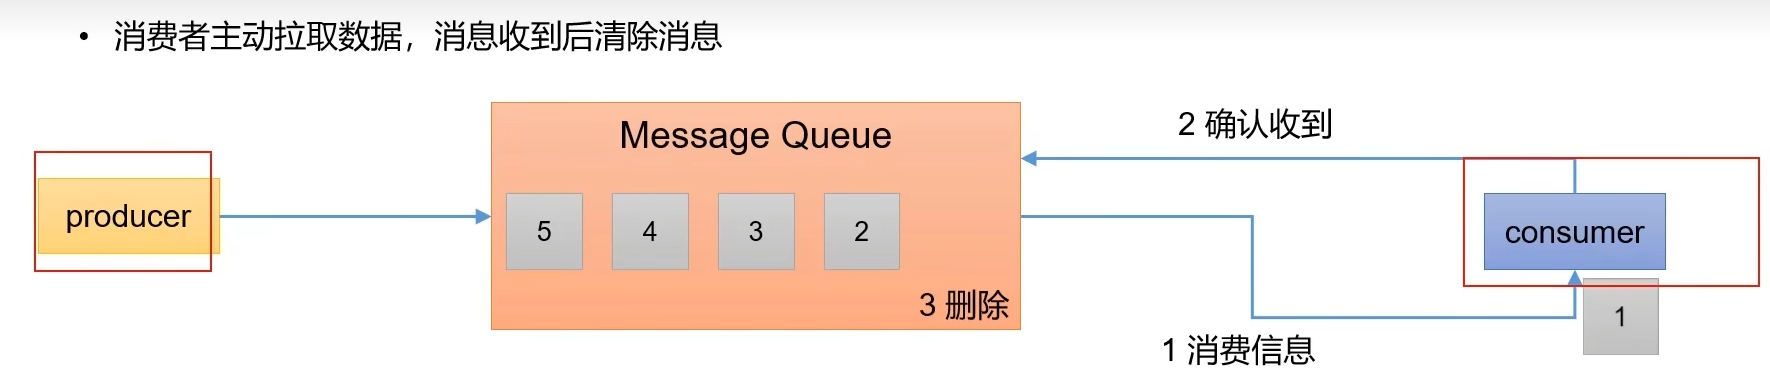 • 消费者主动拉取数据，消息收到后清除消息
2 确认收到
Message Queue
producer
5 4 3 2
consumer
3 删除
1
1 消费信息